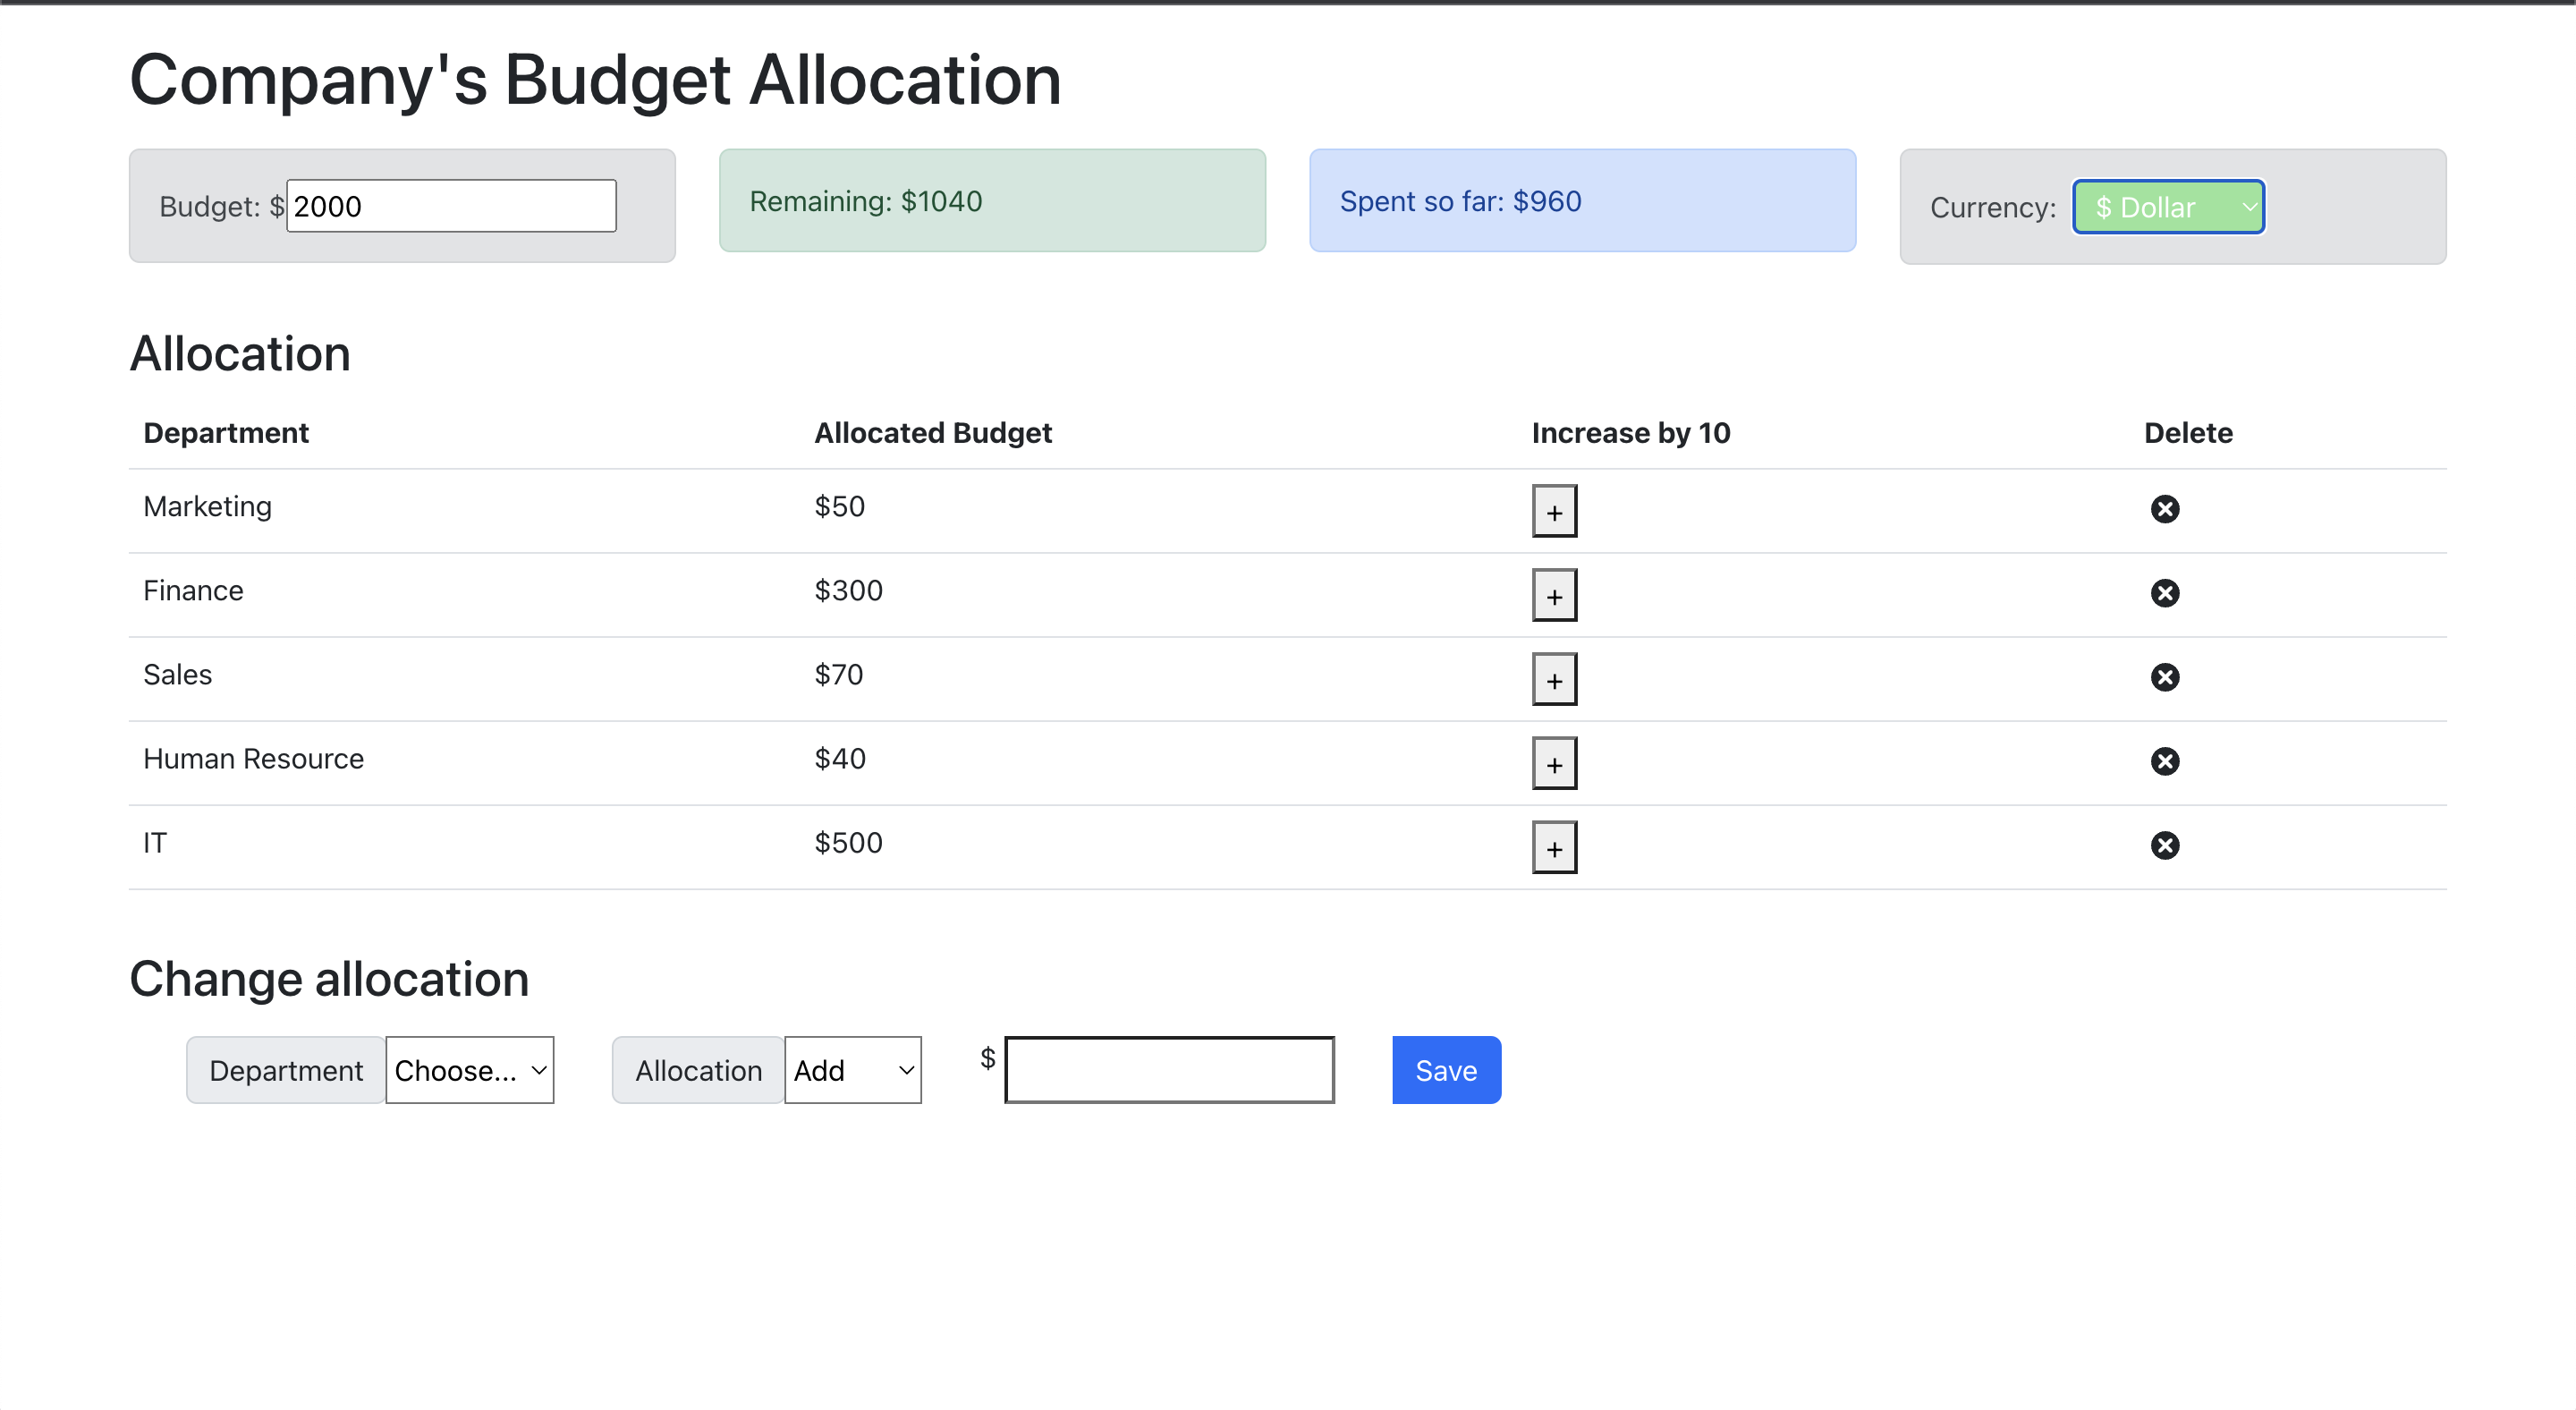 Company's Budget Allocation
Budget: $ 2000 Remaining: $1040 Spent so far: $960 Currency: $ Dollar
Allocation
Department Allocated Budget Increase by 10 Delete
Marketing $50 +
Finance $300 +
Sales $70 +
Human Resource $40 +
IT $500 +
Change allocation
Department Choose... Allocation Add $ Save